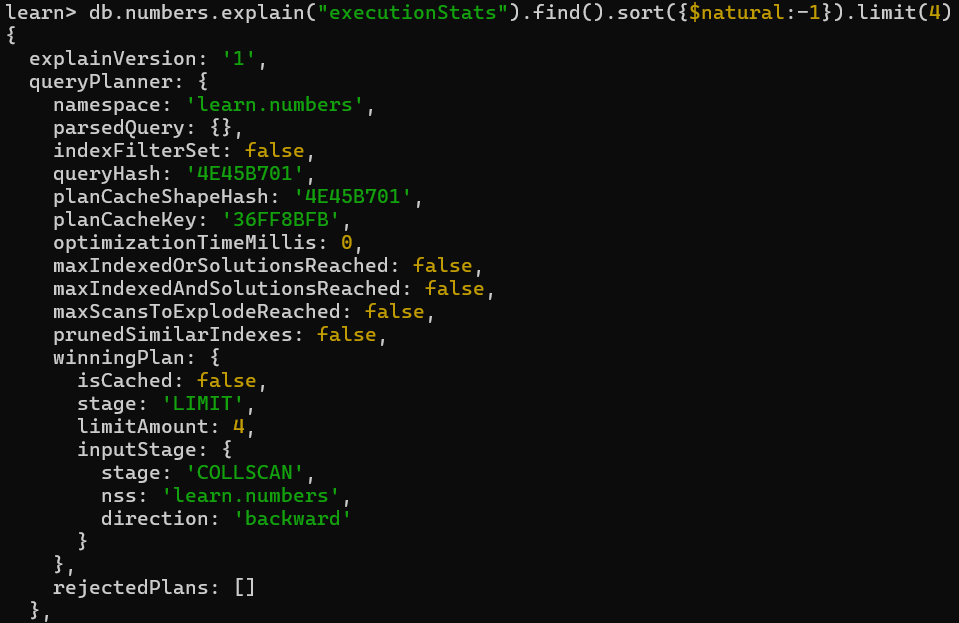 learn> db.numbers.explain("executionStats").find().sort({$natural:-1}).limit(4)
{
  explainVersion: '1',
  queryPlanner: {
    namespace: 'learn.numbers',
    parsedQuery: {},
    indexFilterSet: false,
    queryHash: '4E45B701',
    planCacheShapeHash: '4E45B701',
    planCacheKey: '36FF8BFB',
    optimizationTimeMillis: 0,
    maxIndexedOrSolutionsReached: false,
    maxIndexedAndSolutionsReached: false,
    maxScansToExplodeReached: false,
    prunedSimilarIndexes: false,
    winningPlan: {
      isCached: false,
      stage: 'LIMIT',
      limitAmount: 4,
      inputStage: {
        stage: 'COLLSCAN',
        nss: 'learn.numbers',
        direction: 'backward'
      }
    },
    rejectedPlans: []
  },